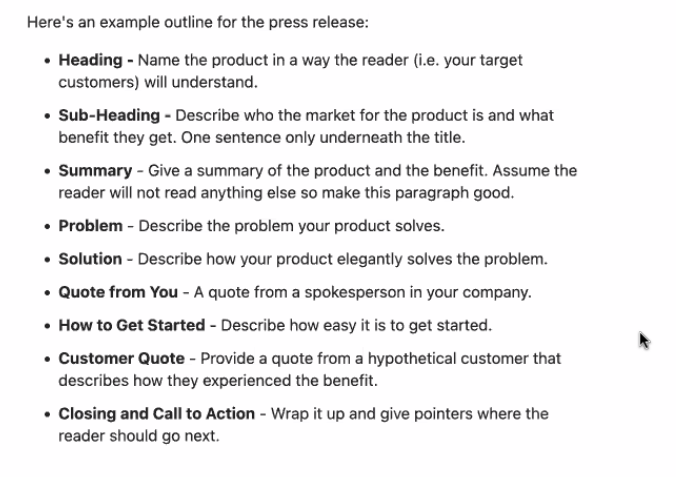 Here's an example outline for the press release:
• Heading - Name the product in a way the reader (i.e. your target
customers) will understand.
• Sub-Heading - Describe who the market for the product is and what
benefit they get. One sentence only underneath the title.
• Summary - Give a summary of the product and the benefit. Assume the
reader will not read anything else so make this paragraph good.
• Problem - Describe the problem your product solves.
• Solution - Describe how your product elegantly solves the problem.
• Quote from You - A quote from a spokesperson in your company.
• How to Get Started - Describe how easy it is to get started.
• Customer Quote - Provide a quote from a hypothetical customer that
describes how they experienced the benefit.
• Closing and Call to Action - Wrap it up and give pointers where the
reader should go next.